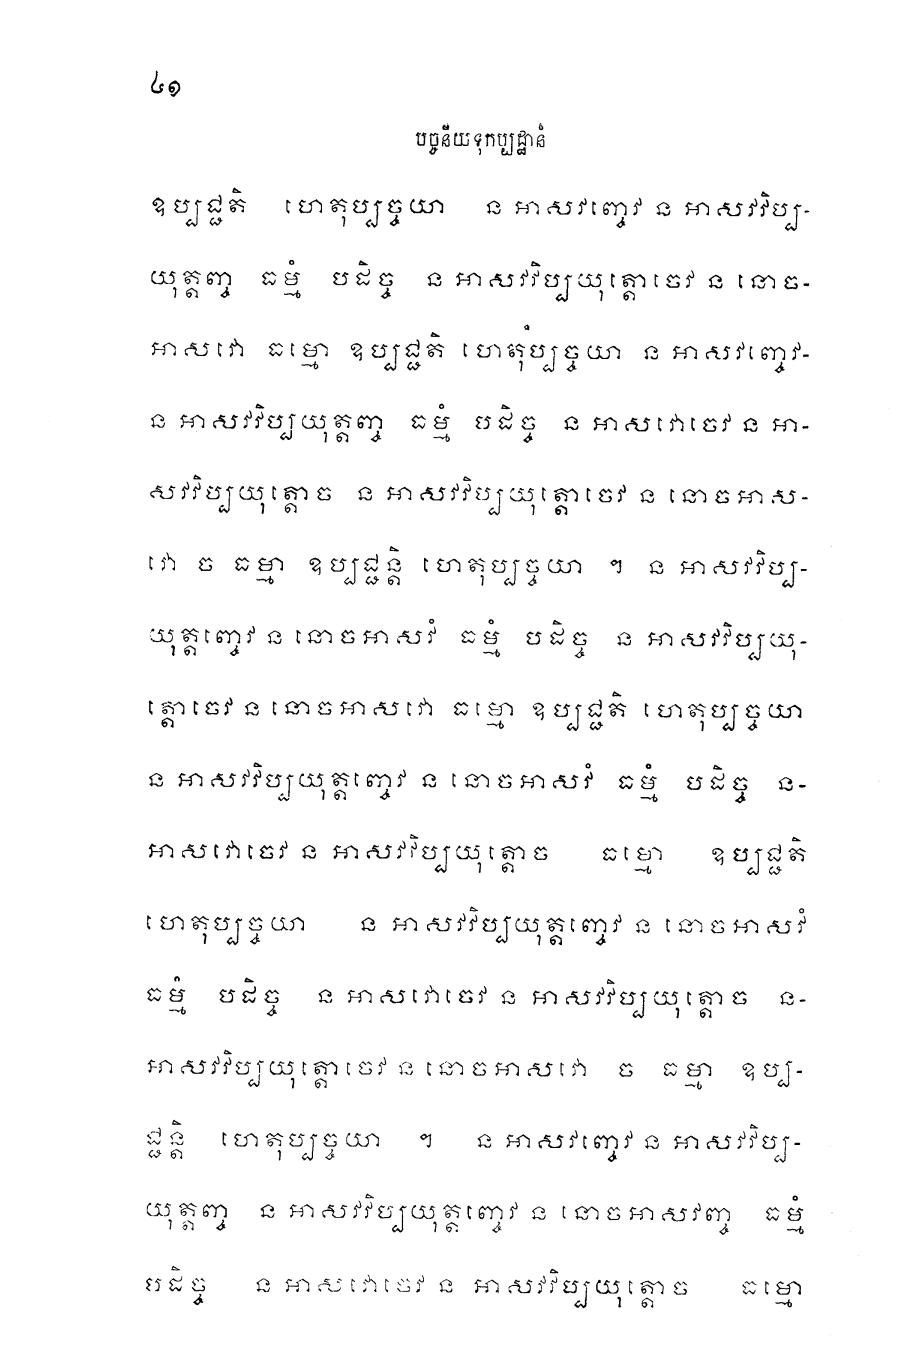 ៤១
បច្ចនីយទុកប្បដ្ឋានំ
ឧប្បជ្ជតិ ហេតុប្បច្ចយា ន អាសវញ្ចេវ ន អាសវវិប្ប-
យុត្តញ្ច ធម្មំ បដិច្ច ន អាសវវិប្បយុត្តោចេវ ន នោច-
អាសវោ ធម្មោ ឧប្បជ្ជតិ ហេតុប្បច្ចយា ន អាសវញ្ចេវ-
ន អាសវវិប្បយុត្តញ្ច ធម្មំ បដិច្ច ន អាសវោចេវ ន អា-
សវវិប្បយុត្តោច ន អាសវវិប្បយុត្តោចេវ ន នោចអាស-
វោ ច ធម្មា ឧប្បជ្ជន្តិ ហេតុប្បច្ចយា ។ ន អាសវវិប្ប-
យុត្តញ្ចេវ ន នោចអាសវំ ធម្មំ បដិច្ច ន អាសវវិប្បយុ-
ត្តោចេវ ន នោចអាសវោ ធម្មោ ឧប្បជ្ជតិ ហេតុប្បច្ចយា
ន អាសវវិប្បយុត្តញ្ចេវ ន នោចអាសវំ ធម្មំ បដិច្ច ន-
អាសវោចេវ ន អាសវវិប្បយុត្តោច ធម្មោ ឧប្បជ្ជតិ
ហេតុប្បច្ចយា ន អាសវវិប្បយុត្តញ្ចេវ ន នោចអាសវំ
ធម្មំ បដិច្ច ន អាសវោចេវ ន អាសវវិប្បយុត្តោច ន-
អាសវវិប្បយុត្តោចេវ ន នោចអាសវោ ច ធម្មា ឧប្ប-
ជ្ជន្តិ ហេតុប្បច្ចយា ។ ន អាសវញ្ចេវ ន អាសវវិប្ប-
យុត្តញ្ច ន អាសវវិប្បយុត្តញ្ចេវ ន នោចអាសវញ្ច ធម្មំ
បដិច្ច ន អាសវោចេវ ន អាសវវិប្បយុត្តោច ធម្មោ